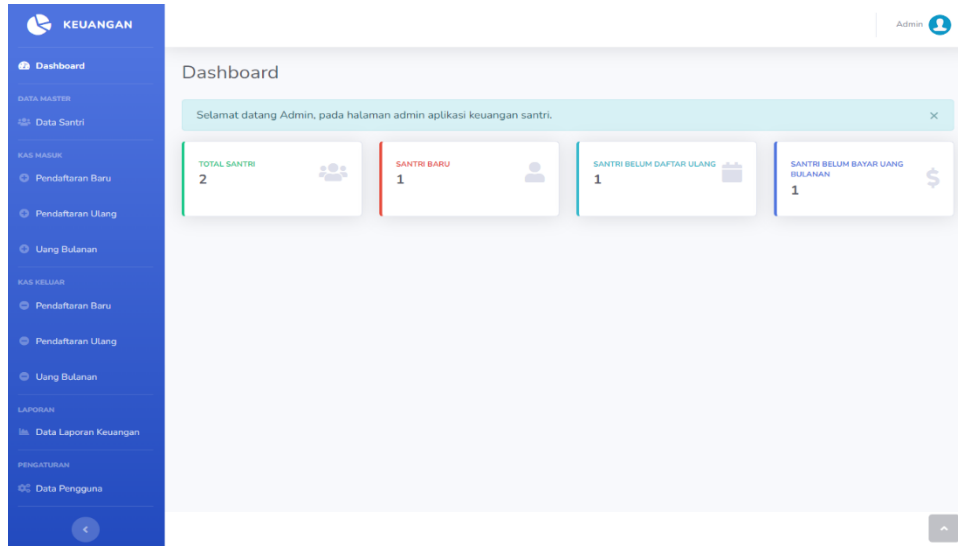 KEUANGAN
Admin
Dashboard
DATA MASTER
Data Santri
KAS MASUK
Pendaftaran Baru
Pendaftaran Ulang
Uang Bulanan
KAS KELUAR
Pendaftaran Baru
Pendaftaran Ulang
Uang Bulanan
LAPORAN
Data Laporan Keuangan
PENGATURAN
Data Pengguna
Dashboard
Selamat datang Admin, pada halaman admin aplikasi keuangan santri.
TOTAL SANTRI
2
SANTRI BARU
1
SANTRI BELUM DAFTAR ULANG
1
SANTRI BELUM BAYAR UANG
BULANAN
1